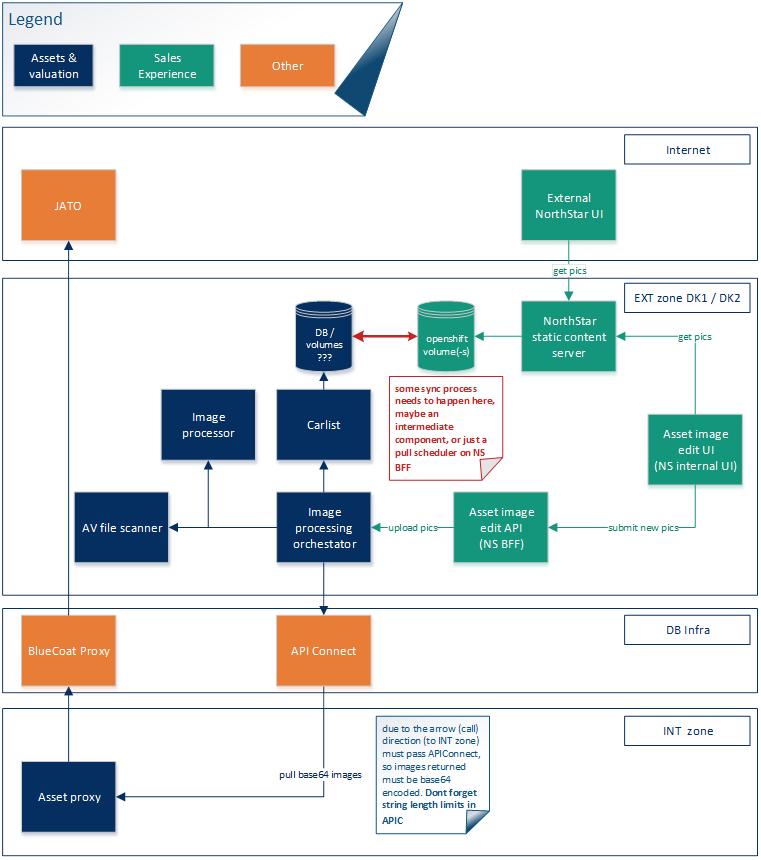 Legend
Assets &
valuation
Sales
Experience
Other
Internet
JATO
External
NorthStar UI
get pics
EXT zone DK1 / DK2
DB /
volumes
???
openshift
volume(-s)
NorthStar
static content
server
get pics
some sync process
needs to happen here,
maybe an
intermediate
component, or just a
pull scheduler on NS
BFF
Image
processor
Carlist
Asset image
edit UI
(NS internal UI)
AV file scanner
Image
processing
orchestator
upload pics
Asset image
edit API
(NS BFF)
submit new pics
DB Infra
BlueCoat Proxy
API Connect
INT zone
due to the arrow (call)
direction (to INT zone)
must pass APIConnect,
so images returned
must be base64
encoded. Dont forget
string length limits in
APIC
pull base64 images
Asset proxy